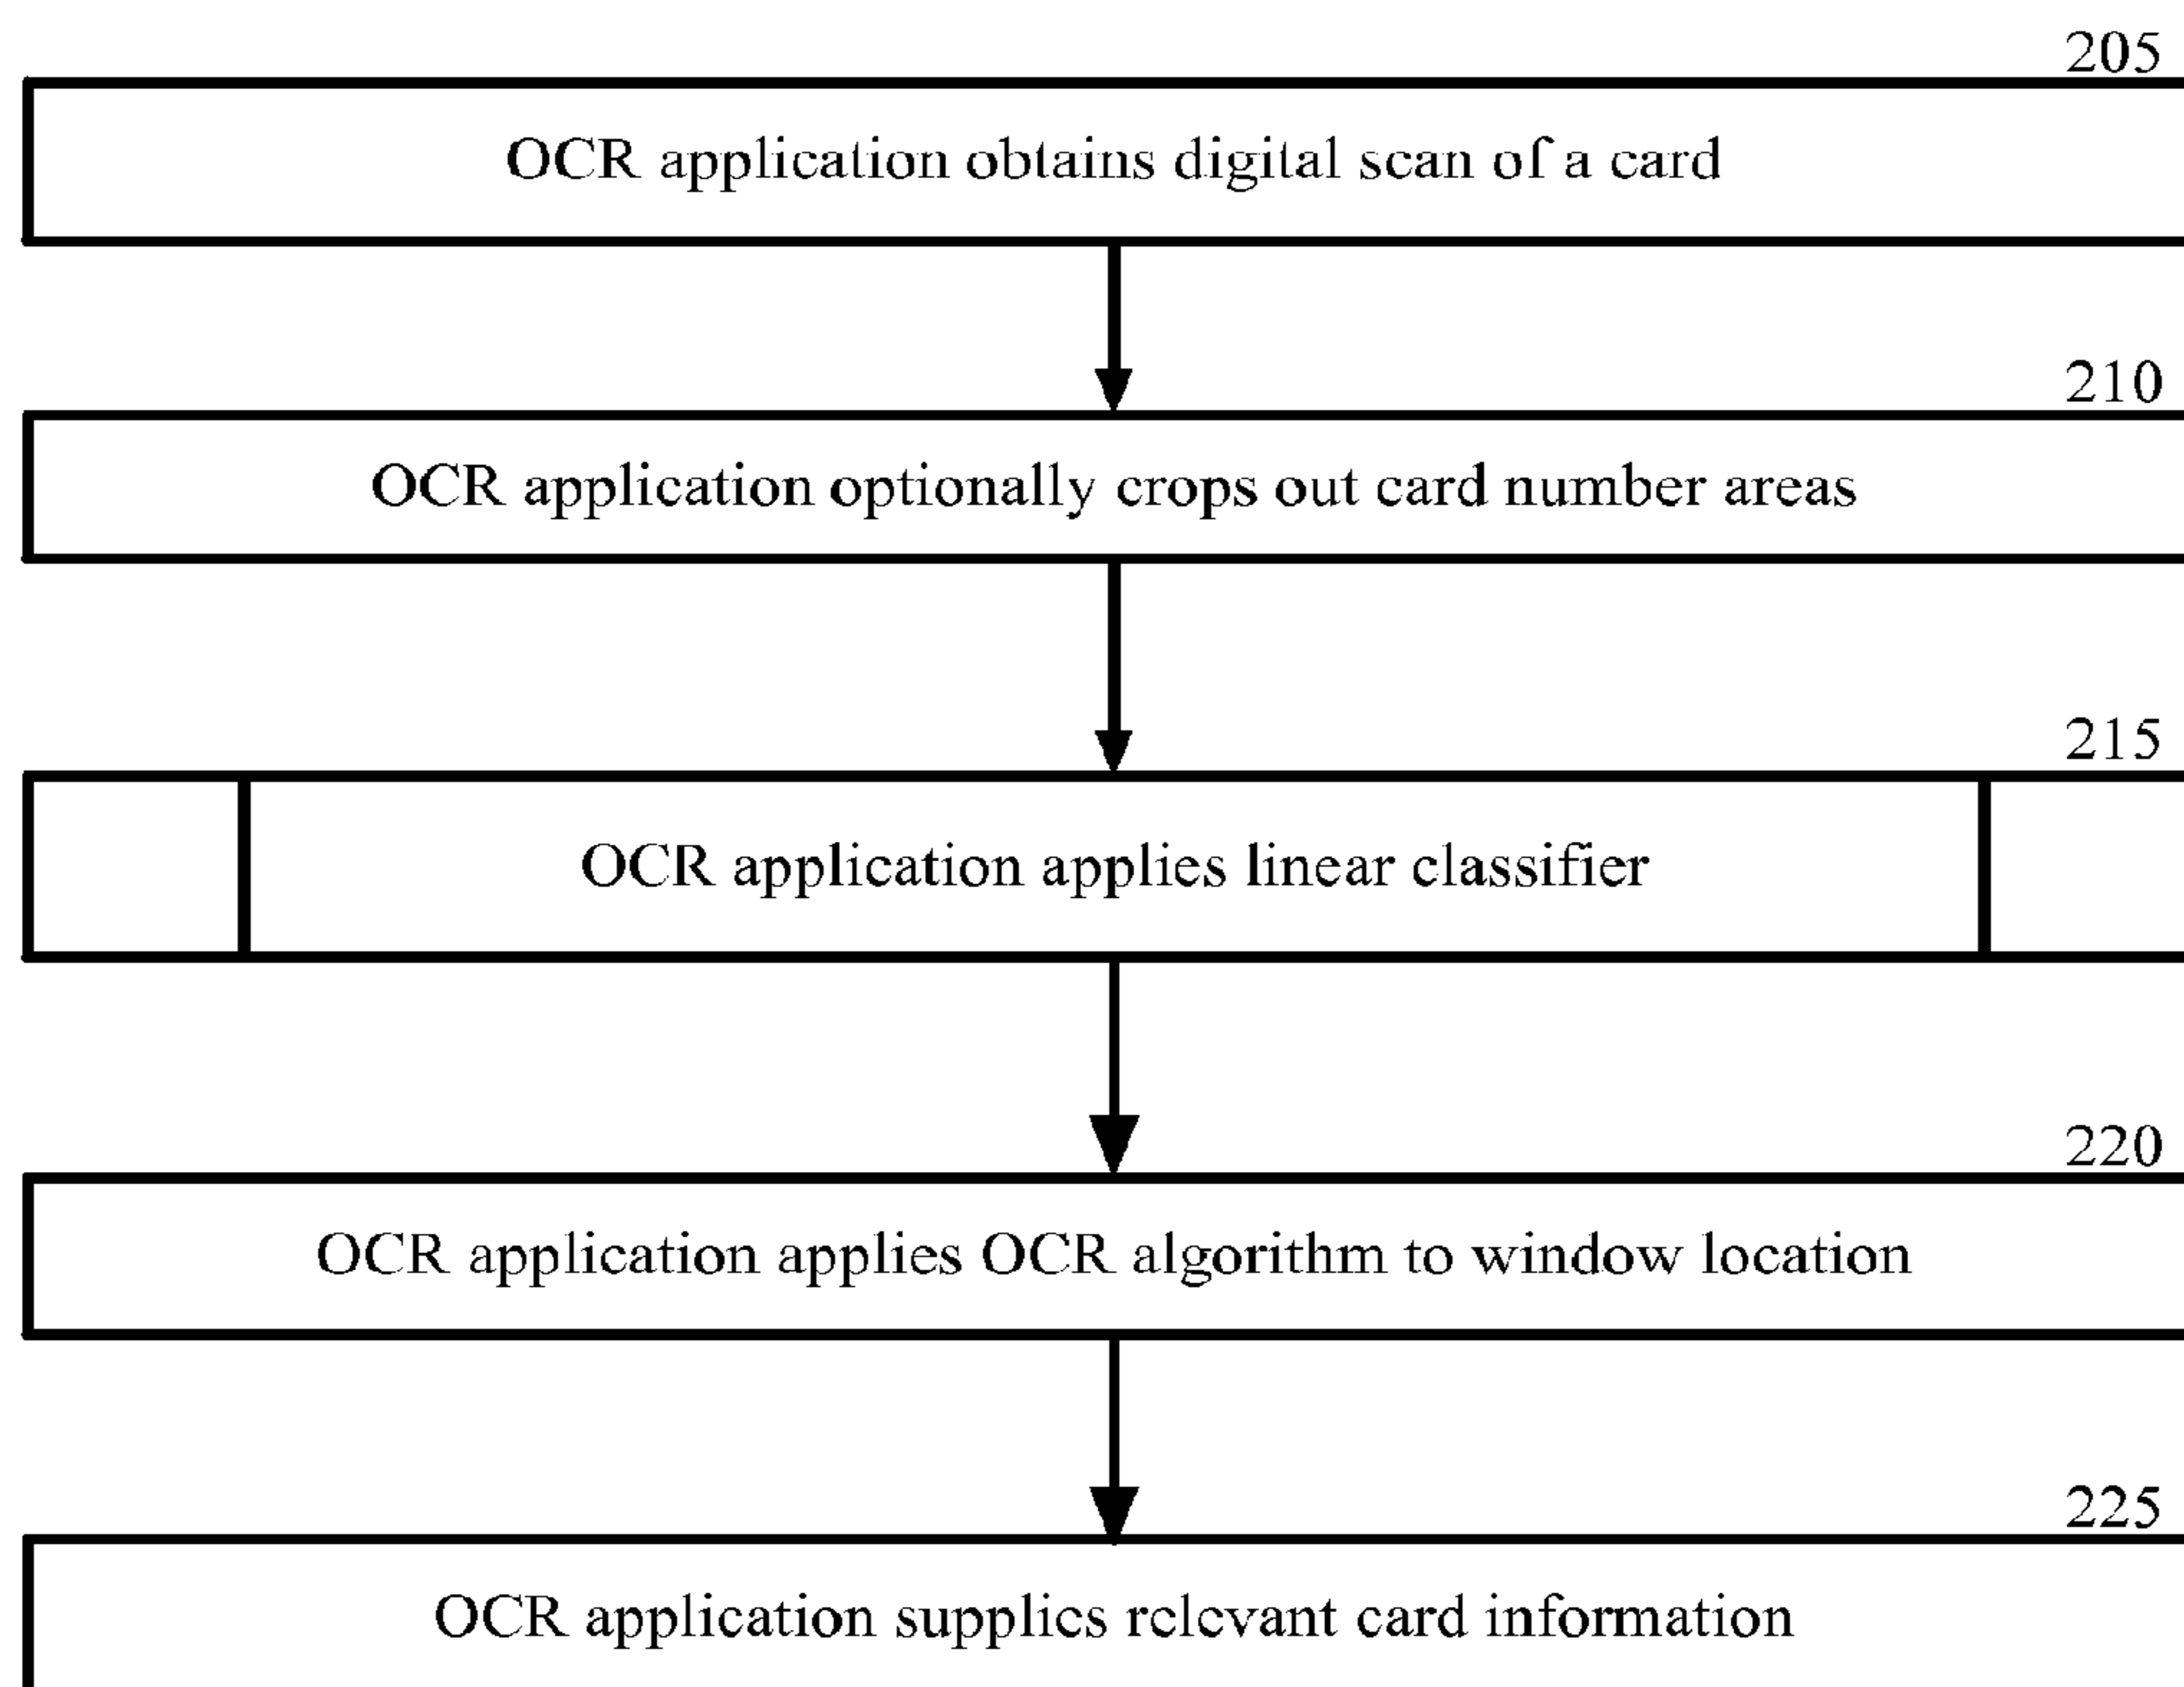 205
OCR application obtains digital scan of a card
210
OCR application optionally crops out card number areas
215
OCR application applies linear classifier
220
OCR application applies OCR algorithm to window location
225
OCR application supplies relevant card information